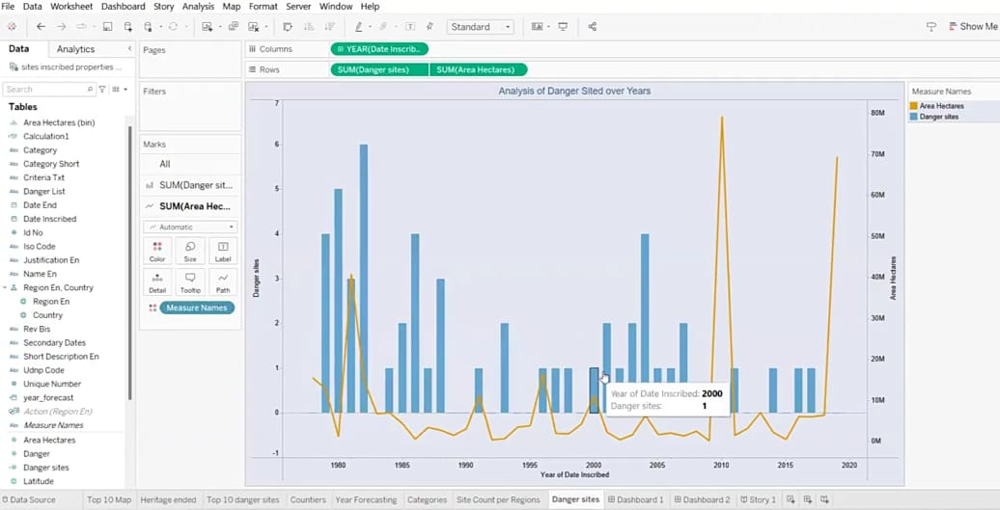 File Data Worksheet Dashboard Story Analysis Map Format Server Window Help
Standard
Show Me
Data Analytics
sites inscribed properties ...
Search
Tables
Area Hectares (bin)
Calculation1
Category
Category Short
Criteria Txt
Danger List
Date End
Date Inscribed
Id No
Iso Code
Justification En
Name En
Region En, Country
Region En
Country
Rev Bis
Secondary Dates
Short Description En
Udnp Code
Unique Number
year_forecast
Action (Region En)
Measure Names
Area Hectares
Danger
Danger sites
Latitude
Pages
Filters
Marks
All
SUM(Danger sit...
SUM(Area Hec...
Automatic
Color Size Label
Detail Tooltip Path
Measure Names
Columns YEAR(Date Inscrib..
Rows SUM(Danger sites) SUM(Area Hectares)
Analysis of Danger Sited over Years
Danger sites
7
6
5
4
3
2
1
0
-1
80M
70M
60M
50M
40M
30M
20M
10M
0M
Area Hectares
Year of Date Inscribed: 2000
Danger sites: 1
1980 1985 1990 1995 2000 2005 2010 2015 2020
Year of Date Inscribed
Measure Names
Area Hectares
Danger sites
Data Source Top 10 Map Heritage ended Top 10 danger sites Countiers Year Forecasting Categories Site Count per Regions Danger sites Dashboard 1 Dashboard 2 Story 1